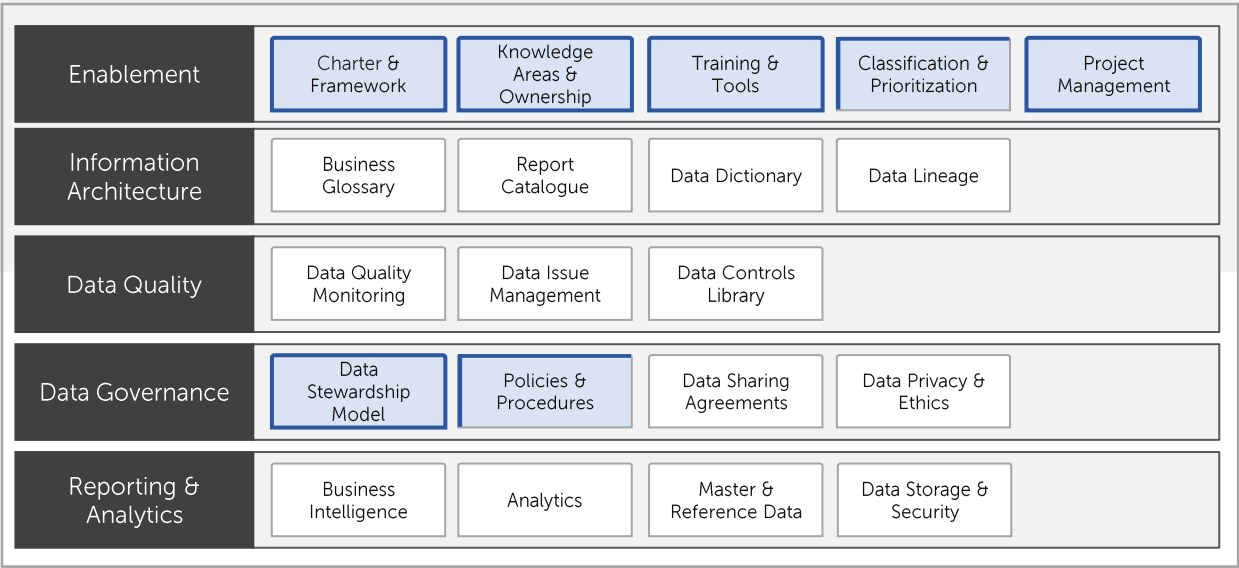 Enablement
Charter &
Framework
Knowledge
Areas &
Ownership
Training &
Tools
Classification &
Prioritization
Project
Management
Information
Architecture
Business
Glossary
Report
Catalogue
Data Dictionary
Data Lineage
Data Quality
Data Quality
Monitoring
Data Issue
Management
Data Controls
Library
Data Governance
Data
Stewardship
Model
Policies &
Procedures
Data Sharing
Agreements
Data Privacy &
Ethics
Reporting &
Analytics
Business
Intelligence
Analytics
Master &
Reference Data
Data Storage &
Security